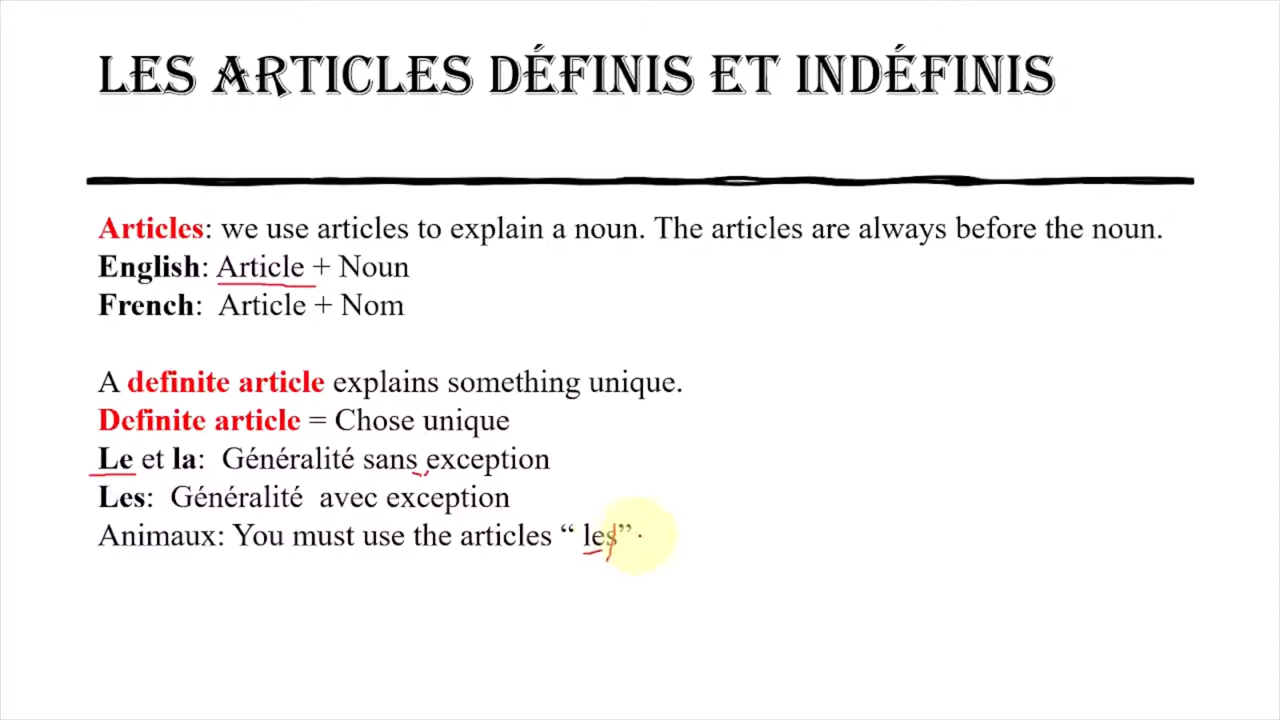 LES ARTICLES DÉFINIS ET INDÉFINIS
Articles: we use articles to explain a noun. The articles are always before the noun.
English: Article + Noun
French:  Article + Nom
A definite article explains something unique.
Definite article = Chose unique
Le et la:  Généralité sans exception
Les:  Généralité  avec exception
Animaux: You must use the articles “ les”